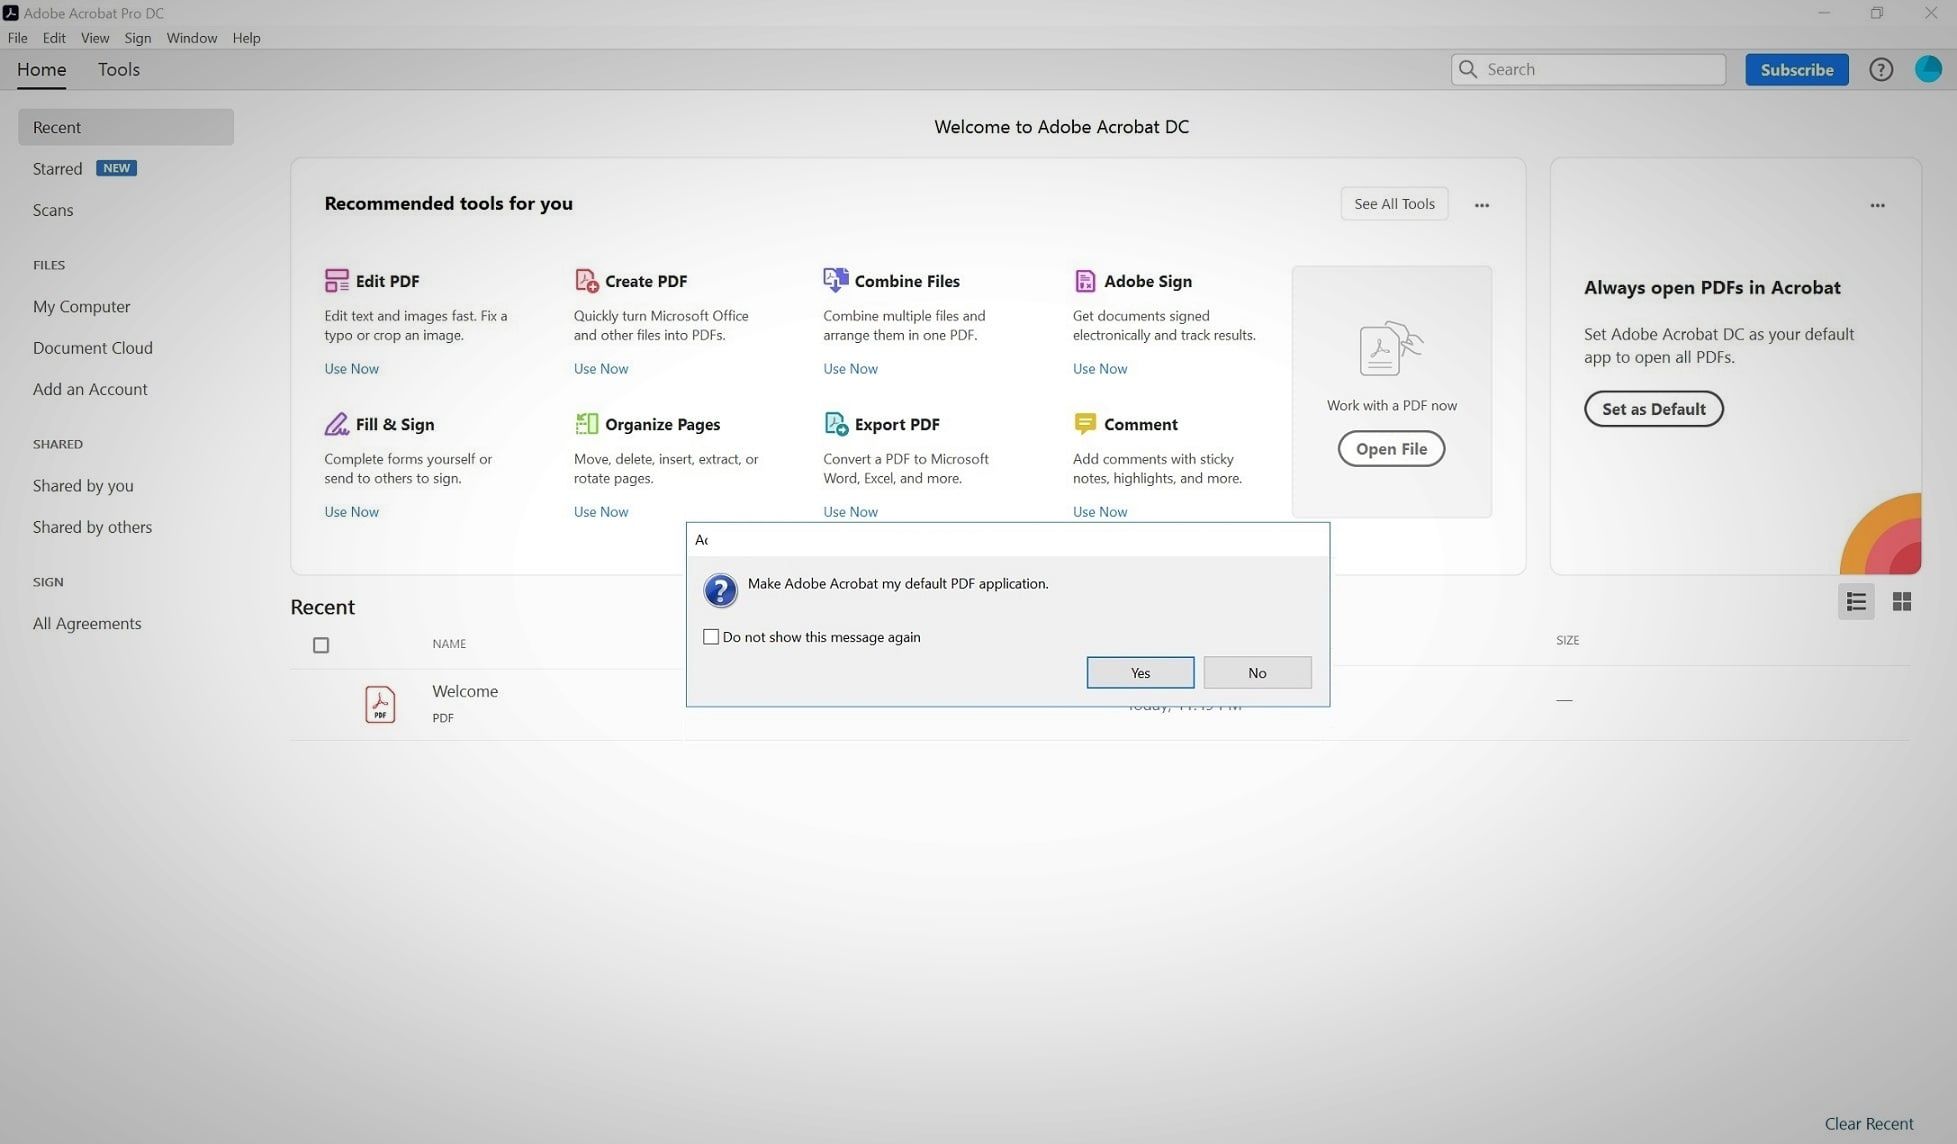 Adobe Acrobat Pro DC
File Edit View Sign Window Help
Home Tools
Search
Subscribe
Recent
Starred NEW
Scans
FILES
My Computer
Document Cloud
Add an Account
SHARED
Shared by you
Shared by others
SIGN
All Agreements
Welcome to Adobe Acrobat DC
Recommended tools for you
See All Tools
Edit PDF
Edit text and images fast. Fix a
typo or crop an image.
Use Now
Create PDF
Quickly turn Microsoft Office
and other files into PDFs.
Use Now
Combine Files
Combine multiple files and
arrange them in one PDF.
Use Now
Adobe Sign
Get documents signed
electronically and track results.
Use Now
Fill & Sign
Complete forms yourself or
send to others to sign.
Use Now
Organize Pages
Move, delete, insert, extract, or
rotate pages.
Use Now
Export PDF
Convert a PDF to Microsoft
Word, Excel, and more.
Use Now
Comment
Add comments with sticky
notes, highlights, and more.
Use Now
Work with a PDF now
Open File
Always open PDFs in Acrobat
Set Adobe Acrobat DC as your default
app to open all PDFs.
Set as Default
Ac
Make Adobe Acrobat my default PDF application.
Do not show this message again
Yes No
Recent
NAME
SIZE
PDF
Welcome
PDF
—
Clear Recent